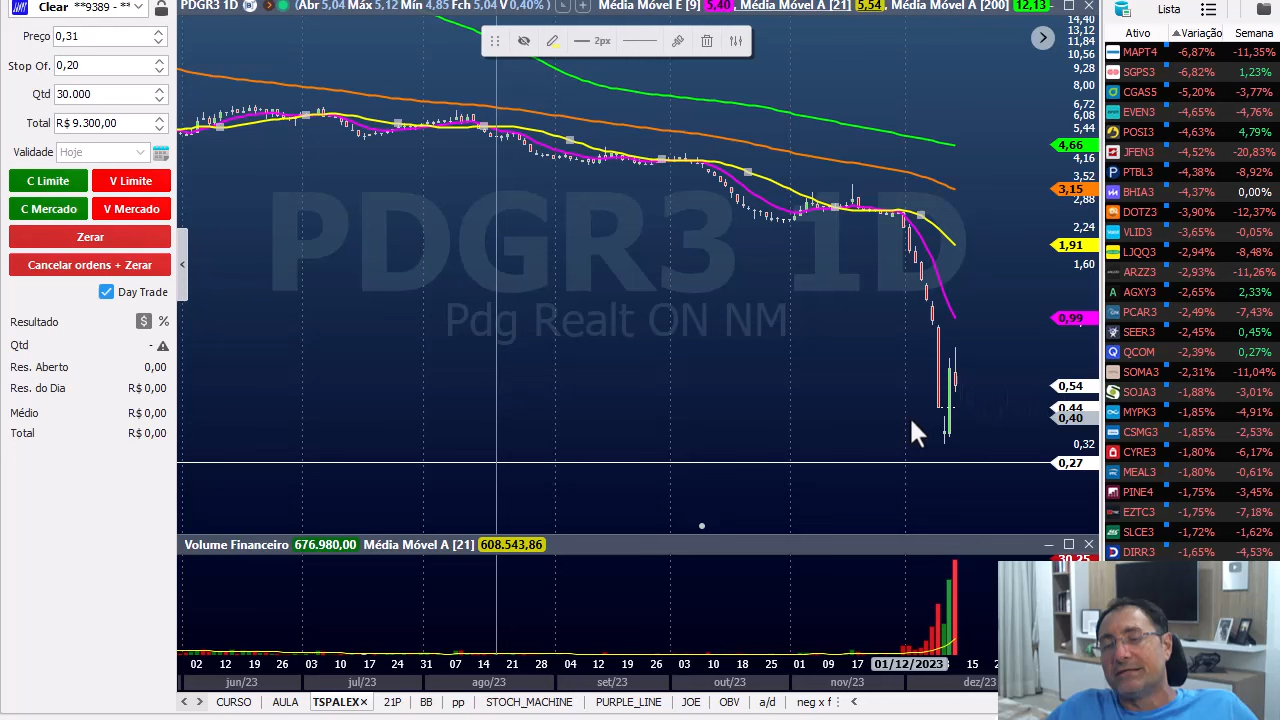 Clear **9389 - **
Preço 0,31
Stop Of. 0,20
Qtd 30.000
Total R$ 9.300,00
Validade Hoje
C Limite V Limite
C Mercado V Mercado
Zerar
Cancelar ordens + Zerar
Day Trade
Resultado $ %
Qtd -
Res. Aberto 0,00
Res. do Dia R$ 0,00
Médio R$ 0,00
Total R$ 0,00
PDGR3 1D (Abr 5,04 Máx 5,12 Mín 4,85 Fch 5,04 V 0,40%) Média Móvel E [9] 5,40 Média Móvel A [21] 5,54 Média Móvel A [200] 12,13
2px
PDGR3 1D
Pdg Realt ON NM
14,40
13,12
11,84
10,56
9,28
8,00
6,72
6,08
5,44
4,66
4,16
3,52
3,15
2,88
2,24
1,91
1,60
0,99
0,54
0,44
0,40
0,32
0,27
Volume Financeiro 676.980,00 Média Móvel A [21] 608.543,86
30,25
02 12 19 26 03 10 17 24 31 07 14 21 28 04 12 19 26 03 10 17 24 01 09 17 01/12/2023 15 2
jun/23 jul/23 ago/23 set/23 out/23 nov/23 dez/23
CURSO AULA TSPALEX× 21P BB pp STOCH_MACHINE PURPLE_LINE JOE OBV a/d neg x f
Lista
Ativo Variação Semana
MAPT4 -6,87% -11,35%
SGPS3 -6,82% 1,23%
CGAS5 -5,20% -3,77%
EVEN3 -4,65% -4,76%
POSI3 -4,63% 4,79%
JFEN3 -4,52% -20,83%
PTBL3 -4,38% -8,92%
BHIA3 -4,37% 0,00%
DOTZ3 -3,90% -12,37%
VLID3 -3,65% -0,05%
LJQQ3 -2,94% -8,48%
ARZZ3 -2,93% -11,26%
AGXY3 -2,65% 2,33%
PCAR3 -2,49% -7,43%
SEER3 -2,45% 0,45%
QCOM -2,39% 0,27%
SOMA3 -2,31% -11,04%
SOJA3 -1,88% -3,01%
MYPK3 -1,85% -4,91%
CSMG3 -1,85% -2,53%
CYRE3 -1,80% -6,17%
MEAL3 -1,80% -0,61%
PINE4 -1,75% -3,45%
EZTC3 -1,75% -7,18%
SLCE3 -1,72% -1,62%
DIRR3 -1,65% -4,53%